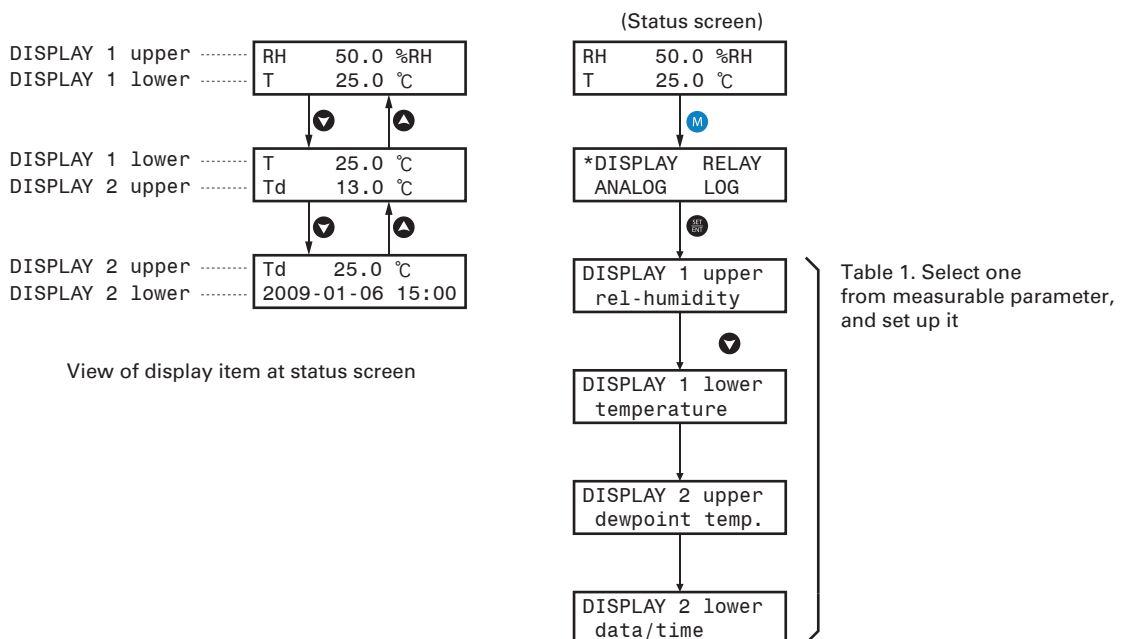 DISPLAY 1 upper
DISPLAY 1 lower
RH 50.0 %RH
T 25.0 ℃
DISPLAY 1 lower
DISPLAY 2 upper
T 25.0 ℃
Td 13.0 ℃
DISPLAY 2 upper
DISPLAY 2 lower
Td 25.0 ℃
2009-01-06 15:00
View of display item at status screen
(Status screen)
RH 50.0 %RH
T 25.0 ℃
M
*DISPLAY RELAY
ANALOG LOG
SET
ENT
DISPLAY 1 upper
rel-humidity
DISPLAY 1 lower
temperature
DISPLAY 2 upper
dewpoint temp.
DISPLAY 2 lower
data/time
Table 1. Select one
from measurable parameter,
and set up it